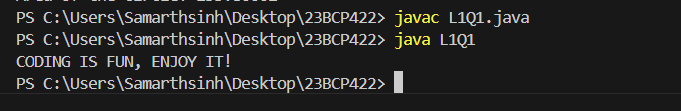 PS C:\Users\Samarthsinh\Desktop\23BCP422> javac L1Q1.java
PS C:\Users\Samarthsinh\Desktop\23BCP422> java L1Q1
CODING IS FUN, ENJOY IT!
PS C:\Users\Samarthsinh\Desktop\23BCP422>